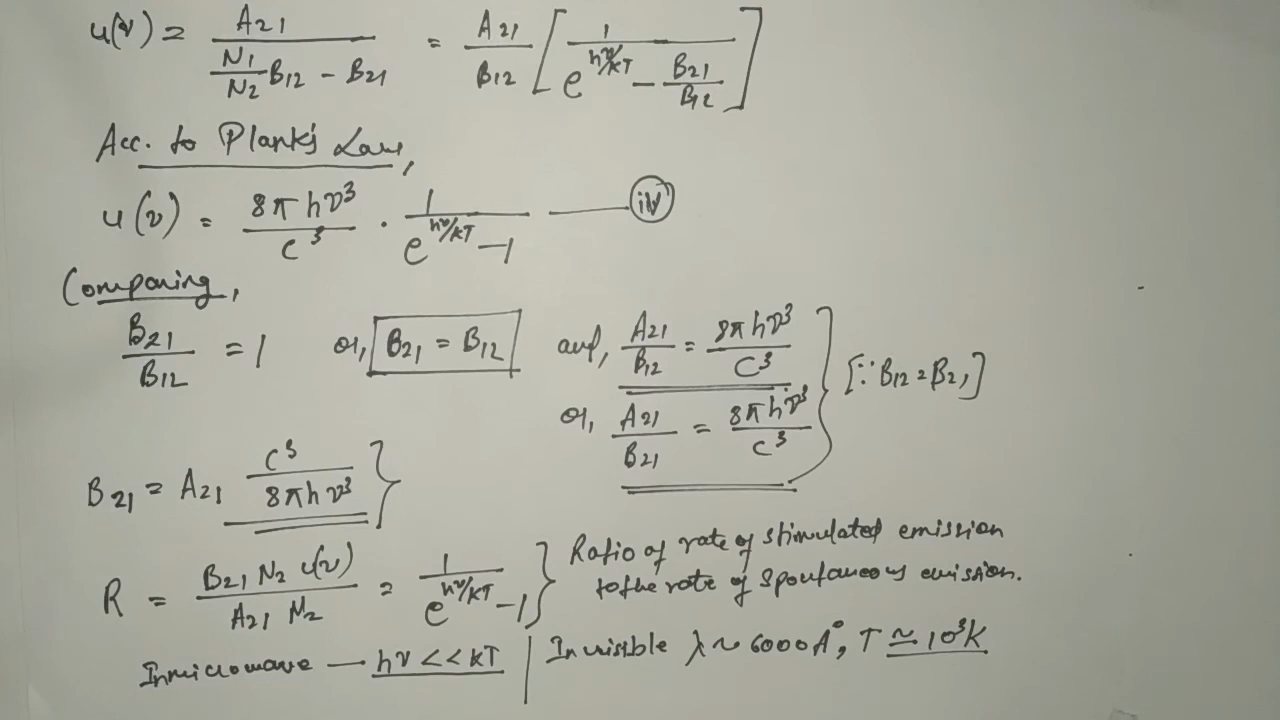 u(ν) = A21 / (N1/N2 B12 - B21) = A21/B12 [ 1 / (e^(hν/kT) - B21/B12) ]
Acc. to Plank's Law,
u(ν) = 8πhν³/c³ · 1/(e^(hν/kT) - 1) —— (iv)
Comparing,
B21/B12 = 1 or, B21 = B12 and, A21/B12 = 8πhν³/C³
or, A21/B21 = 8πhν³/c³ } [∵ B12 = B21]
B21 = A21 c³/8πhν³ }
R = B21 N2 u(ν) / A21 N2 = 1/(e^(hν/kT) - 1) } Ratio of rate of stimulated emission
to the rate of spontaneous emission.
In microwave — hν << kT | In visible λ ~ 6000 A°, T ≃ 10³K